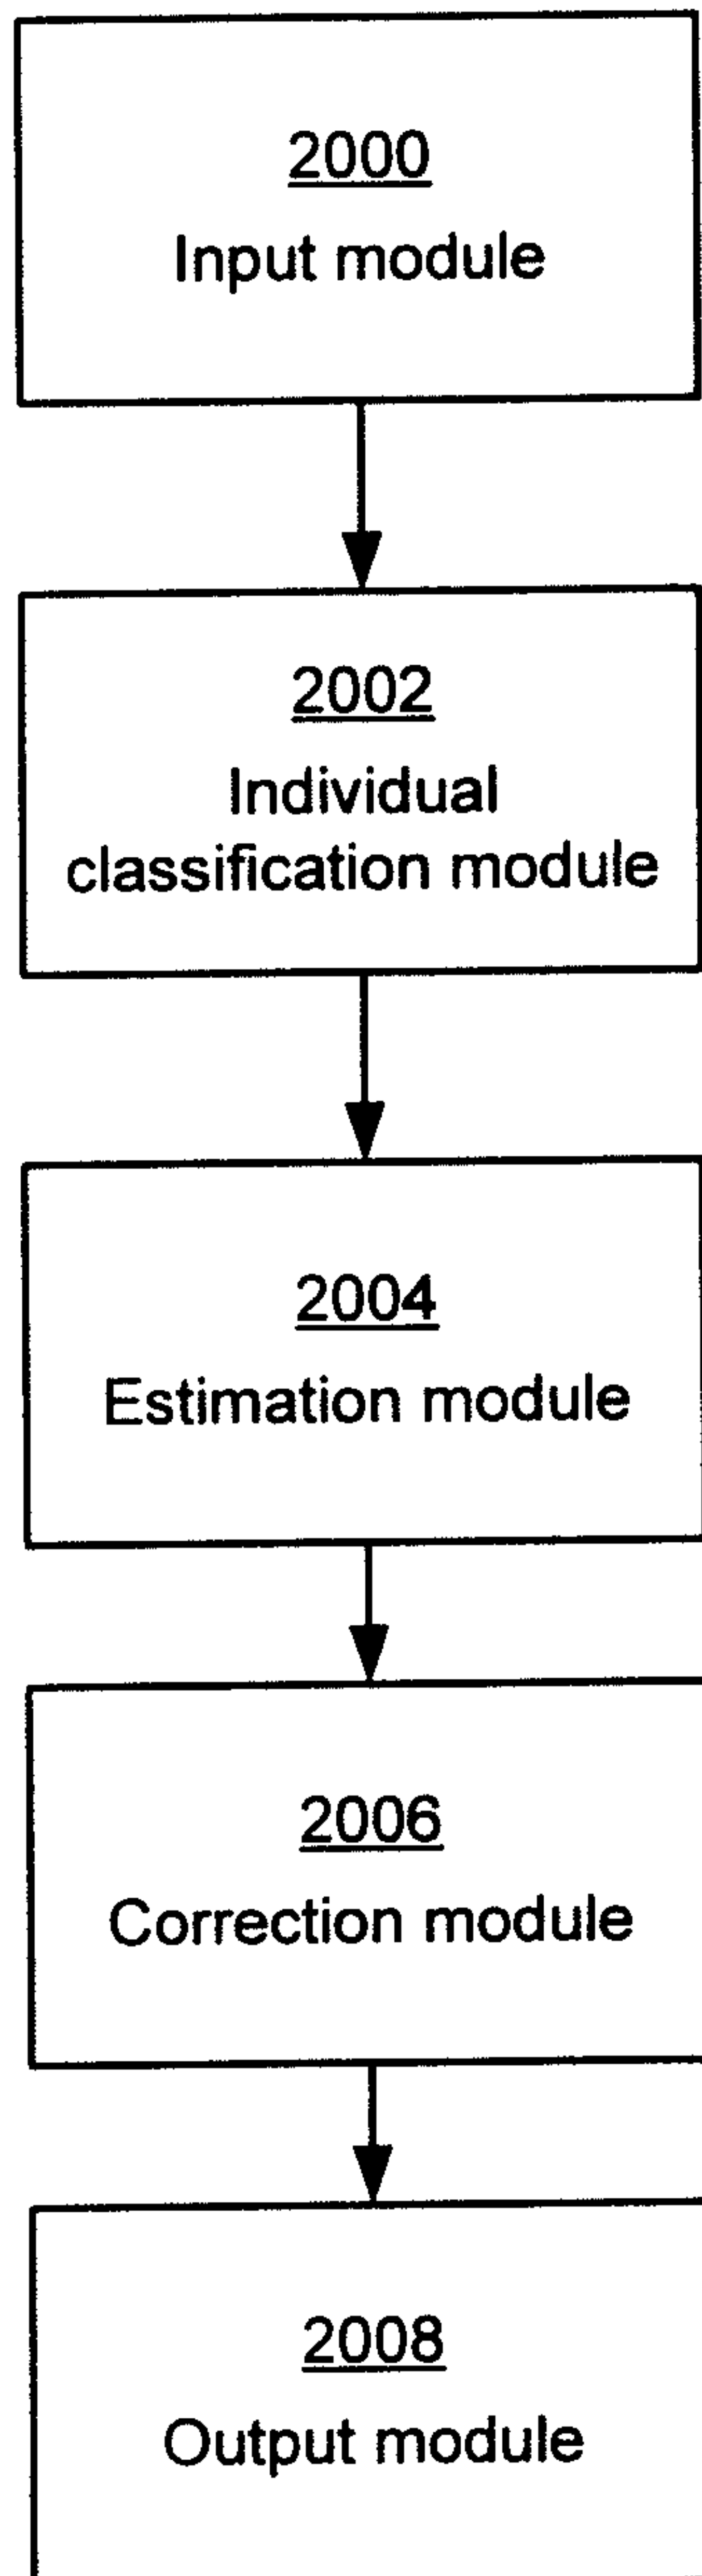 2000
Input module
2002
Individual
classification module
2004
Estimation module
2006
Correction module
2008
Output module